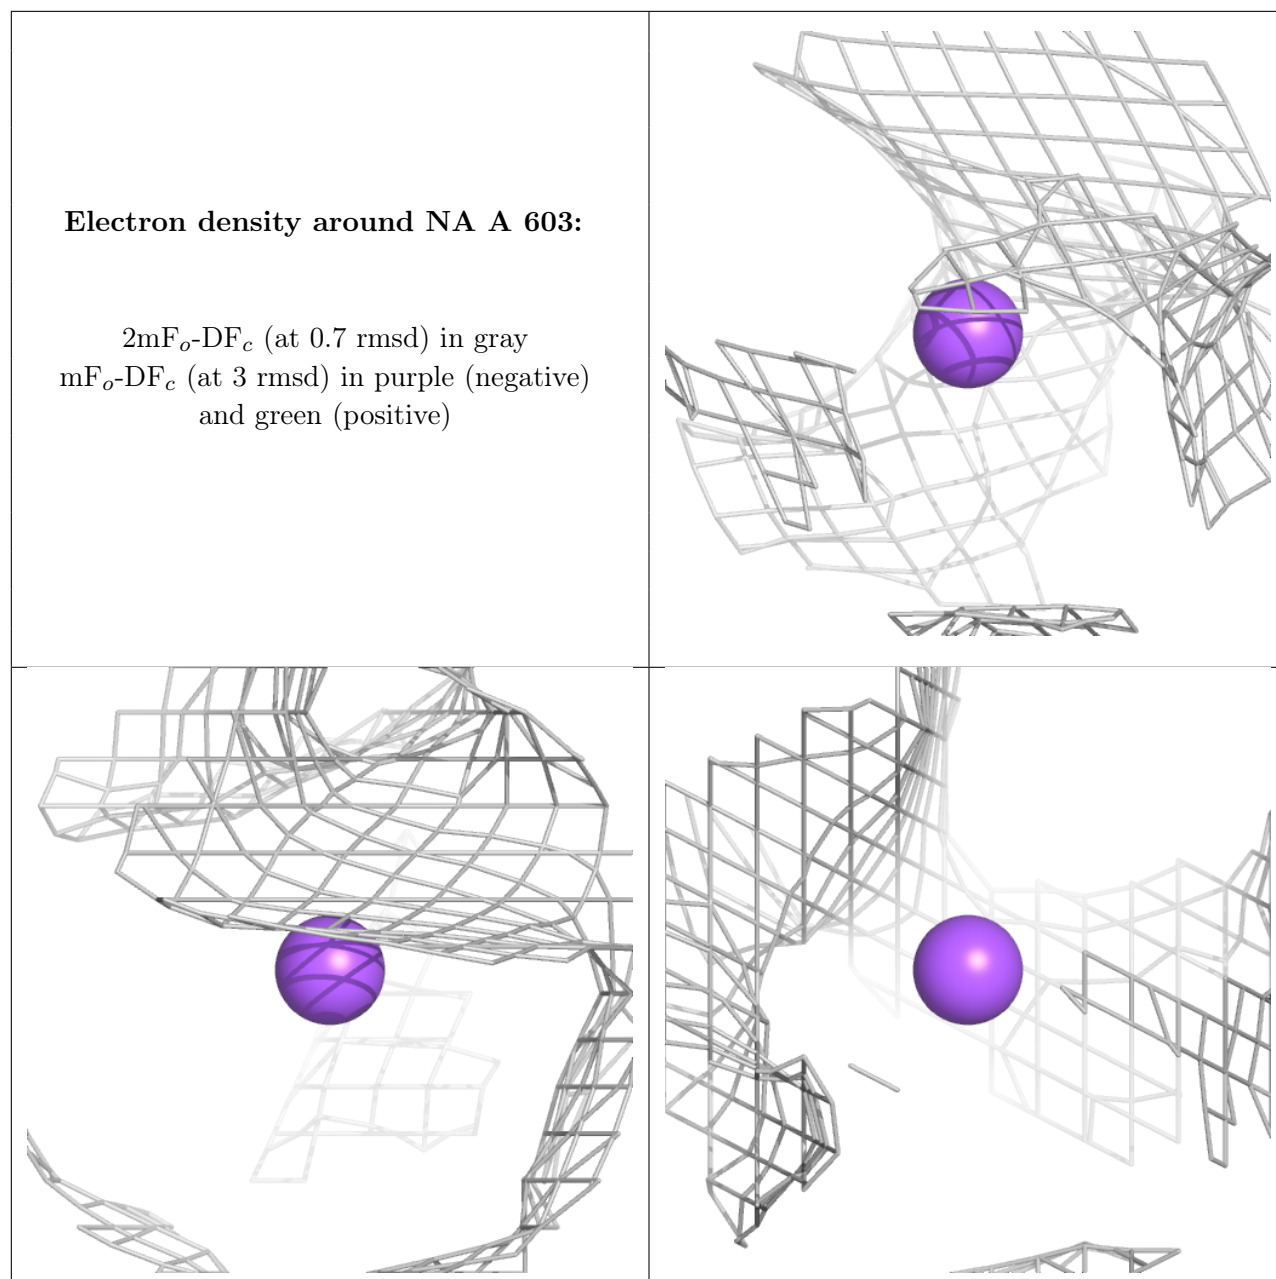 Electron density around NA A 603:
2mFo-DFc (at 0.7 rmsd) in gray
mFo-DFc (at 3 rmsd) in purple (negative)
and green (positive)